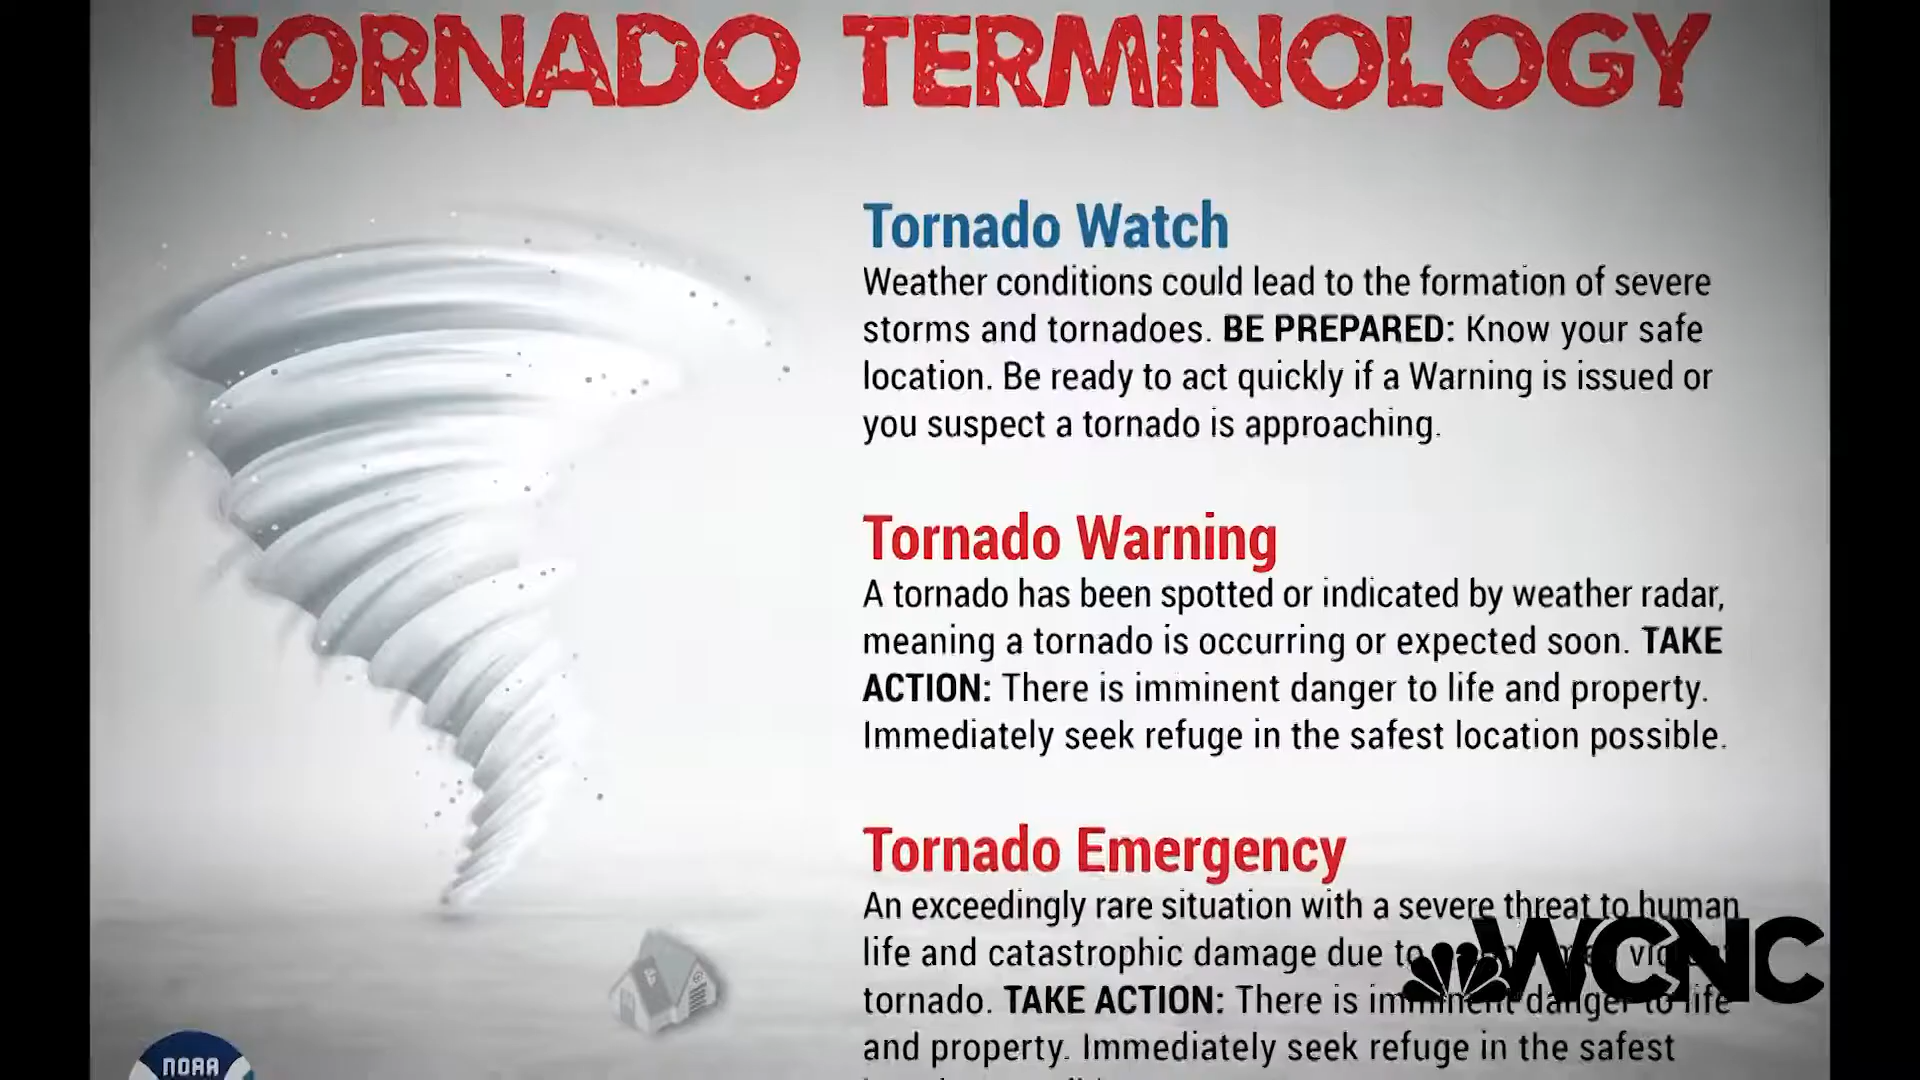 TORNADO TERMINOLOGY
Tornado Watch
Weather conditions could lead to the formation of severe
storms and tornadoes. BE PREPARED: Know your safe
location. Be ready to act quickly if a Warning is issued or
you suspect a tornado is approaching.
Tornado Warning
A tornado has been spotted or indicated by weather radar,
meaning a tornado is occurring or expected soon. TAKE
ACTION: There is imminent danger to life and property.
Immediately seek refuge in the safest location possible.
Tornado Emergency
An exceedingly rare situation with a severe threat to human
life and catastrophic damage due to
tornado. TAKE ACTION: There is imminent danger to life
and property. Immediately seek refuge in the safest
WCNC
NOAA